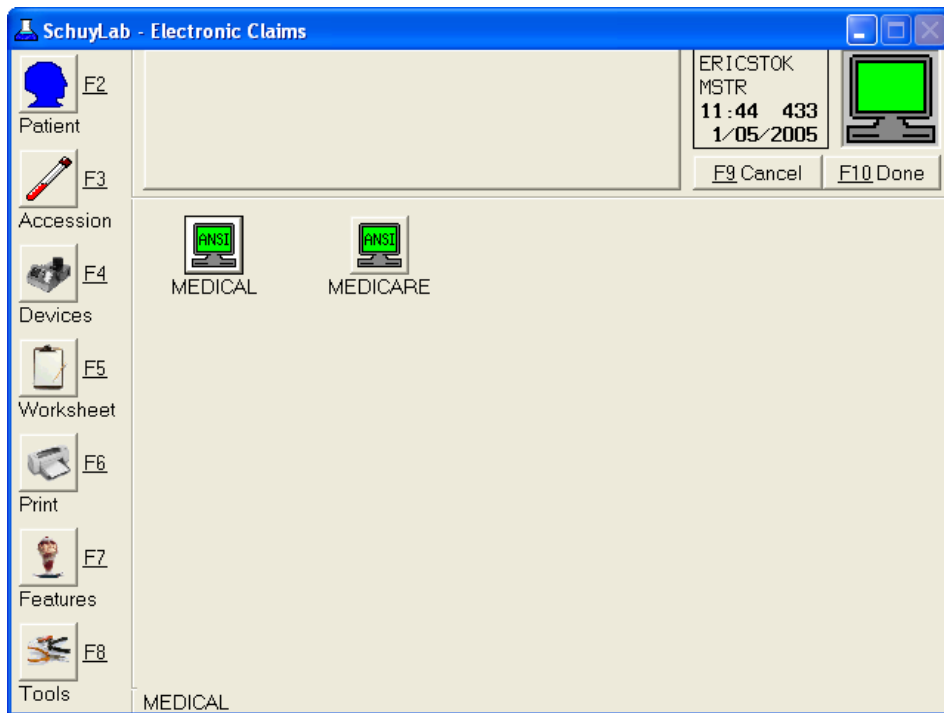 SchuyLab - Electronic Claims
F2
Patient
F3
Accession
F4
Devices
F5
Worksheet
F6
Print
F7
Features
F8
Tools
ERICSTOK
MSTR
11:44 433
1/05/2005
F9 Cancel F10 Done
ANSI ANSI
MEDICAL MEDICARE
MEDICAL